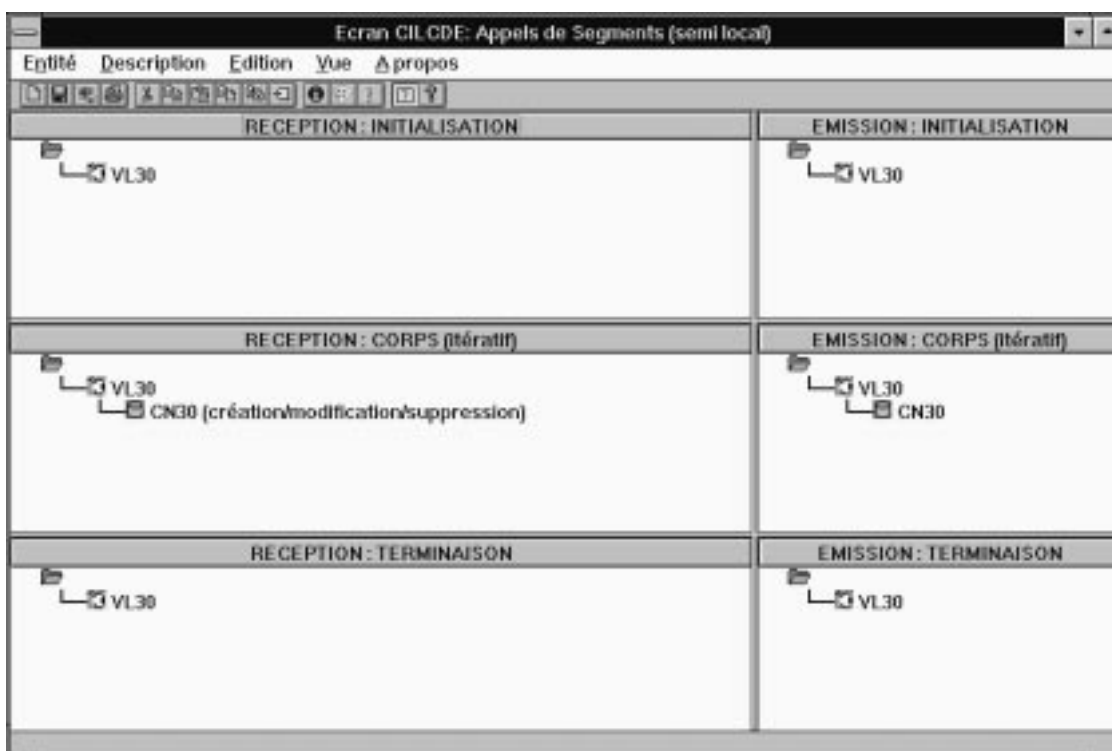 Ecran CILCDE: Appels de Segments (semi local)
Entité Description Edition Vue A propos
RECEPTION : INITIALISATION
EMISSION : INITIALISATION
VL30
VL30
RECEPTION : CORPS (itératif)
EMISSION : CORPS (itératif)
VL30
CN30 (création/modification/suppression)
VL30
CN30
RECEPTION : TERMINAISON
EMISSION : TERMINAISON
VL30
VL30